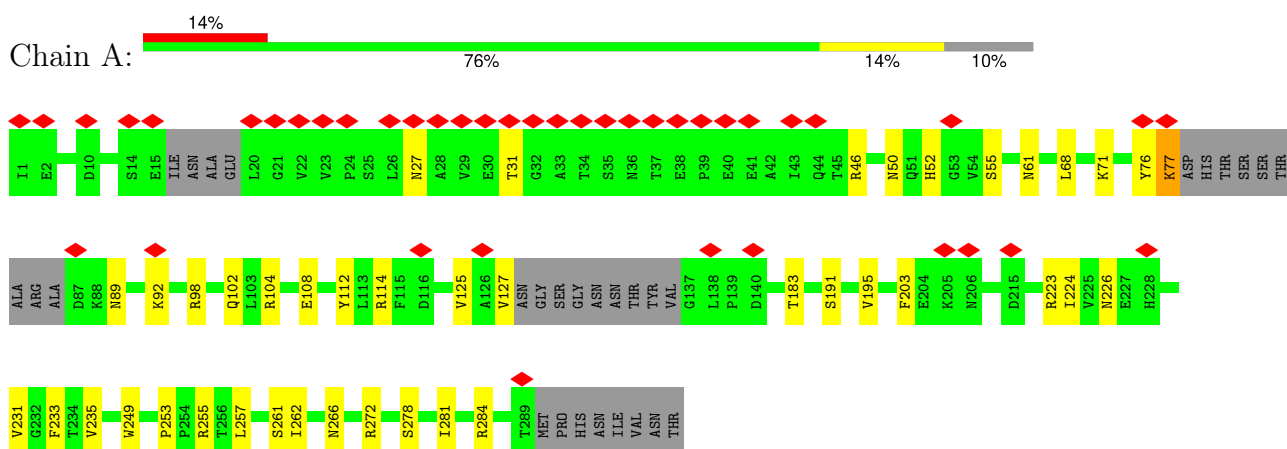 14%
Chain A:
76% 14% 10%
I1 E2 D10 S14 E15 ILE ASN ALA GLU L20 G21 V22 V23 P24 S25 L26 N27 A28 V29 E30 T31 G32 A33 T34 S35 N36 T37 E38 P39 E40 E41 A42 I43 Q44 T45 R46 N50 Q51 H52 G53 V54 S55 N61 L68 K71 Y76 K77 ASP HIS THR SER SER THR
ALA ARG ALA D87 K88 N89 K92 R98 Q102 L103 R104 E108 Y112 L113 R114 F115 D116 V125 A126 V127 ASN GLY SER GLY ASN ASN THR TYR VAL G137 L138 P139 D140 T183 S191 V195 F203 E204 K205 N206 D215 R223 I224 V225 N226 E227 H228
V231 G232 F233 T234 V235 W249 P253 P254 R255 T256 L257 S261 I262 N266 R272 S278 I281 R284 T289 MET PRO HIS ASN ILE VAL ASN THR